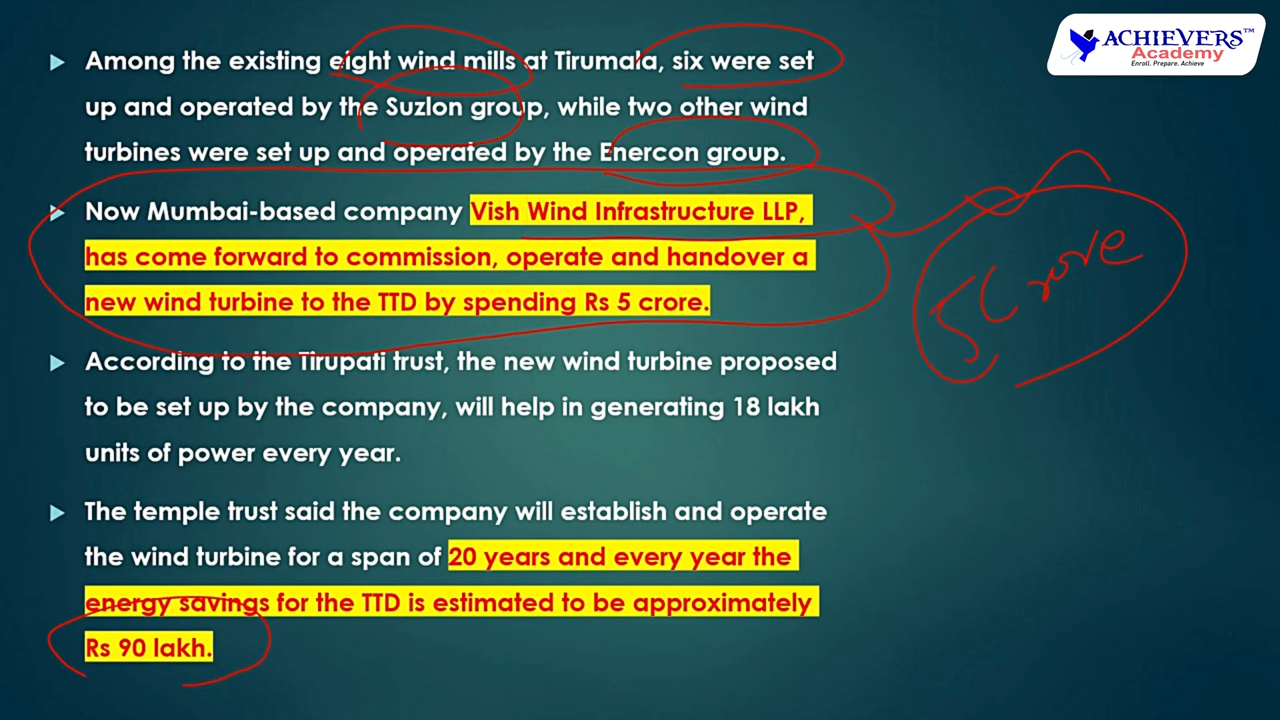 ACHIEVERS™
Academy
Enroll. Prepare. Achieve
Among the existing eight wind mills at Tirumala, six were set
up and operated by the Suzlon group, while two other wind
turbines were set up and operated by the Enercon group.
Now Mumbai-based company Vish Wind Infrastructure LLP,
has come forward to commission, operate and handover a
new wind turbine to the TTD by spending Rs 5 crore.
5 Crore
According to the Tirupati trust, the new wind turbine proposed
to be set up by the company, will help in generating 18 lakh
units of power every year.
The temple trust said the company will establish and operate
the wind turbine for a span of 20 years and every year the
energy savings for the TTD is estimated to be approximately
Rs 90 lakh.